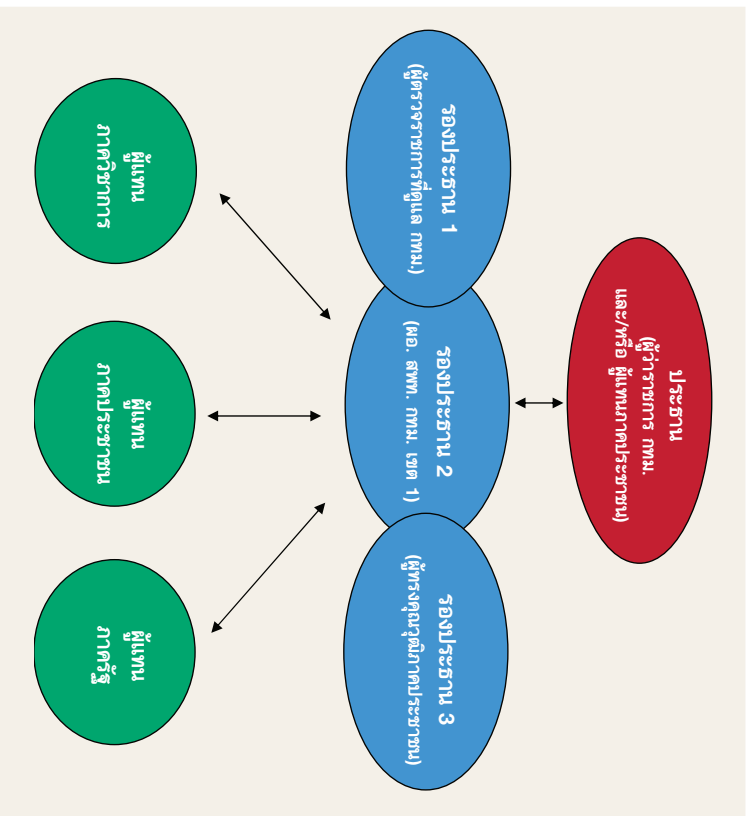 ประธาน
(ผู้ว่าราชการ กทม.
และ/หรือ ผู้แทนภาคประชาชน)
รองประธาน 1
(ผู้ตรวจราชการที่ดูแล กทม.)
รองประธาน 2
(ผอ. สพท. กทม. เขต 1)
รองประธาน 3
(ผู้ทรงคุณวุฒิภาคประชาชน)
ผู้แทน
ภาควิชาการ
ผู้แทน
ภาคประชาชน
ผู้แทน
ภาครัฐ